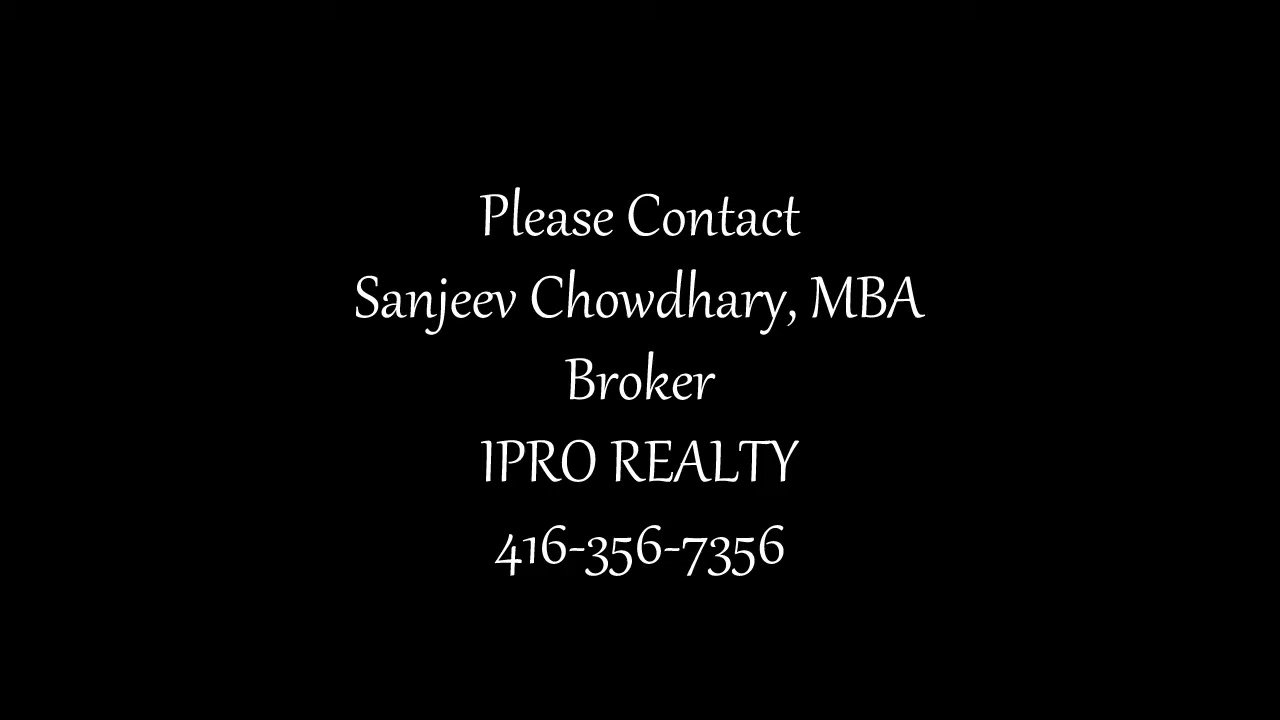 Please Contact
Sanjeev Chowdhary, MBA
Broker
IPRO REALTY
416-356-7356